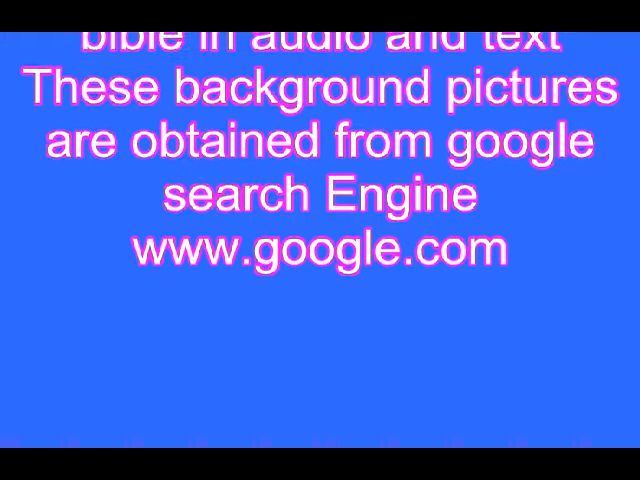 bible in audio and text
These background pictures
are obtained from google
search Engine
www.google.com